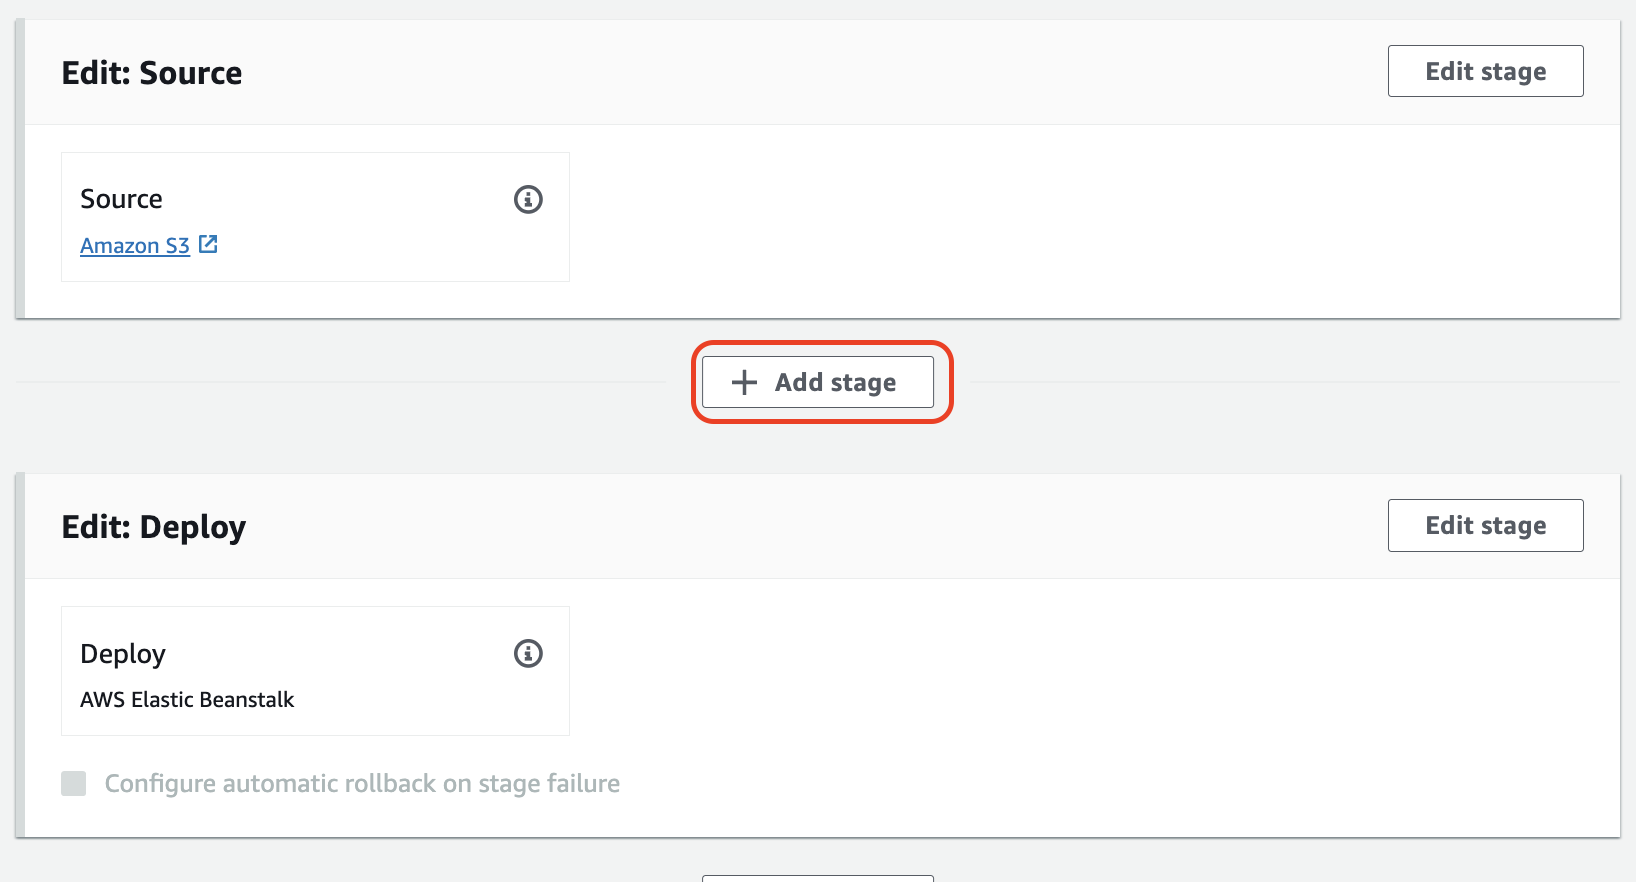 Edit: Source
Edit stage
Source
Amazon S3
Add stage
Edit: Deploy
Edit stage
Deploy
AWS Elastic Beanstalk
Configure automatic rollback on stage failure